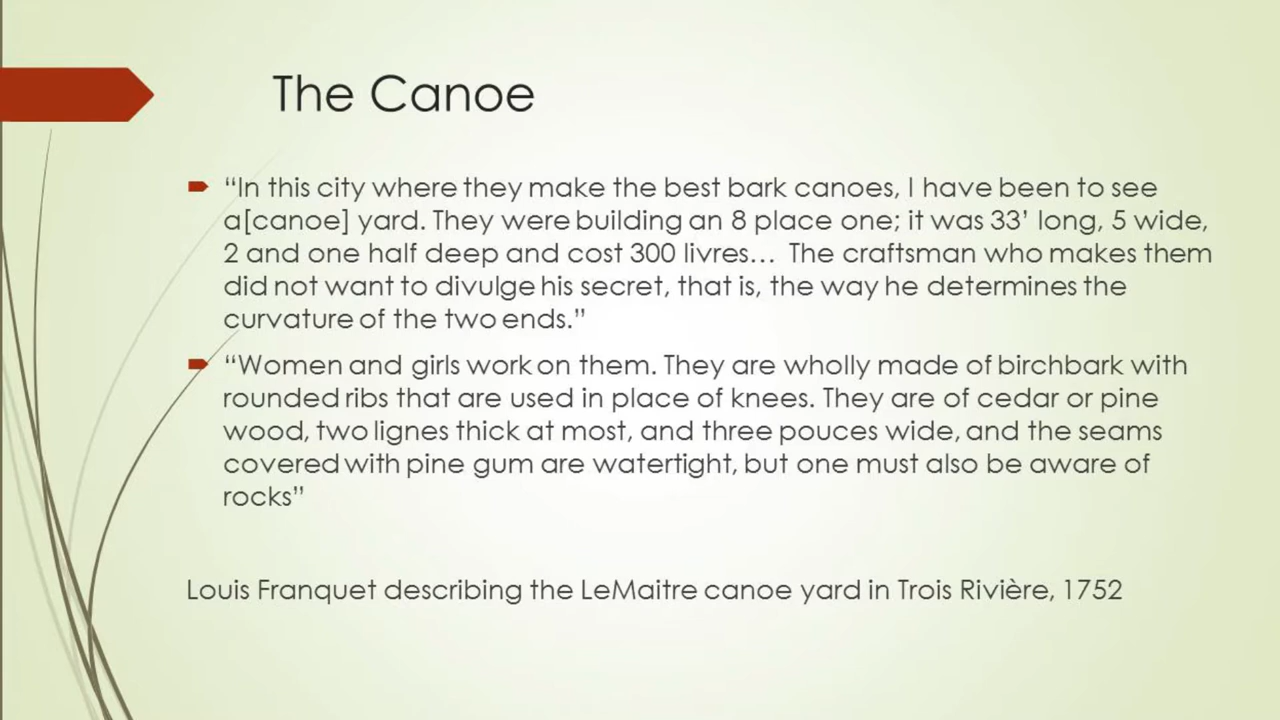 The Canoe
“In this city where they make the best bark canoes, I have been to see
a[canoe] yard. They were building an 8 place one; it was 33’ long, 5 wide,
2 and one half deep and cost 300 livres… The craftsman who makes them
did not want to divulge his secret, that is, the way he determines the
curvature of the two ends.”
“Women and girls work on them. They are wholly made of birchbark with
rounded ribs that are used in place of knees. They are of cedar or pine
wood, two lignes thick at most, and three pouces wide, and the seams
covered with pine gum are watertight, but one must also be aware of
rocks”
Louis Franquet describing the LeMaitre canoe yard in Trois Rivière, 1752